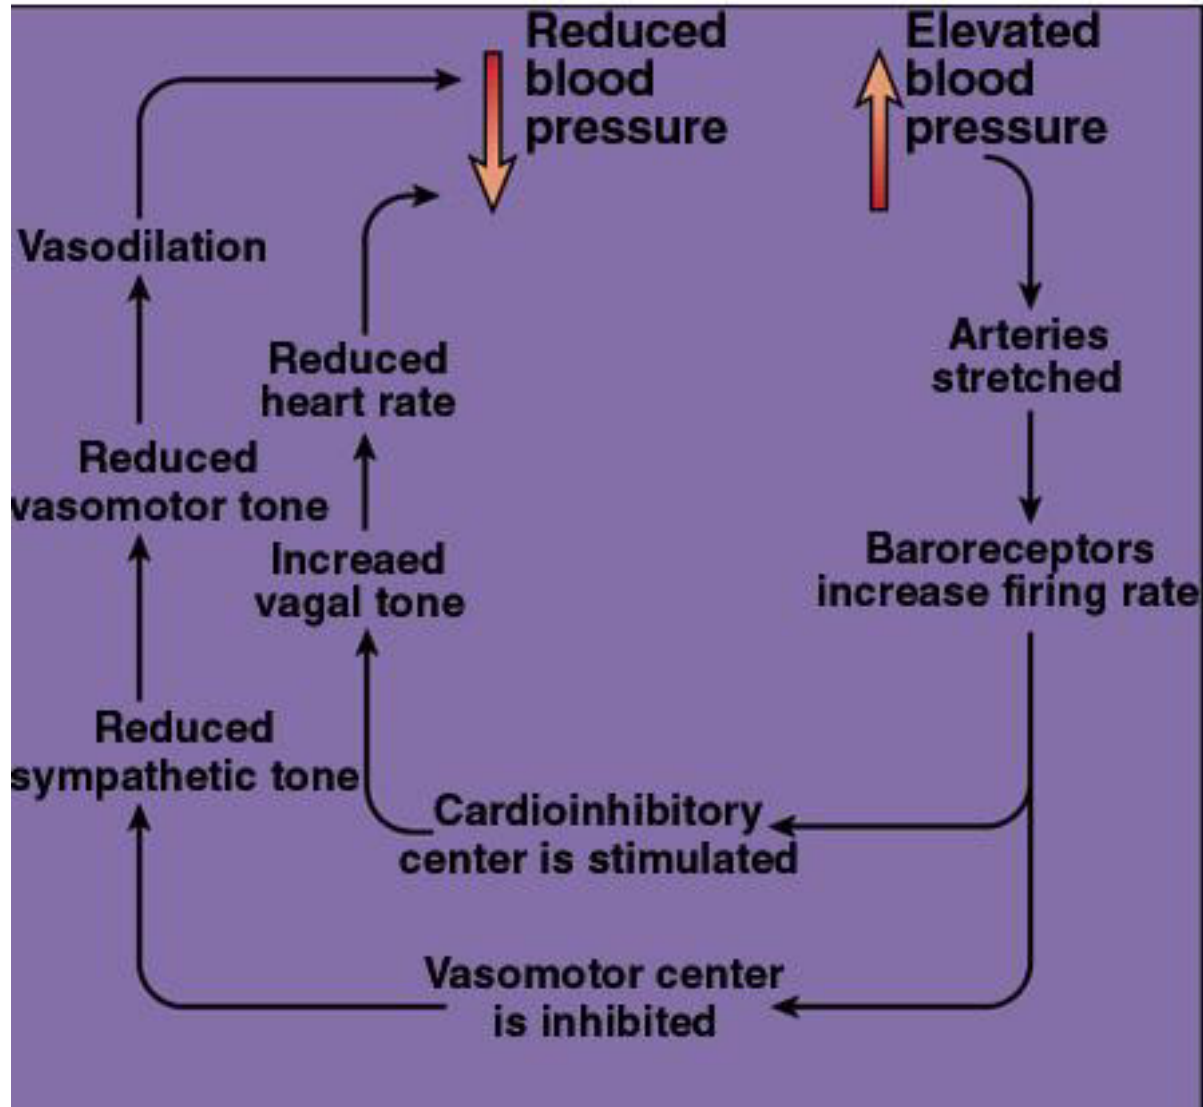 Reduced
blood
pressure
Elevated
blood
pressure
Vasodilation
Arteries
stretched
Reduced
heart rate
Reduced
vasomotor tone
Baroreceptors
increase firing rate
Increaed
vagal tone
Reduced
sympathetic tone
Cardioinhibitory
center is stimulated
Vasomotor center
is inhibited